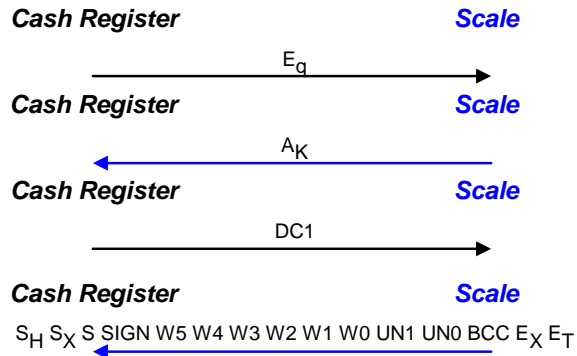 Cash Register Scale
Eq
Cash Register Scale
AK
Cash Register Scale
DC1
Cash Register Scale
SH SX S SIGN W5 W4 W3 W2 W1 W0 UN1 UN0 BCC EX ET